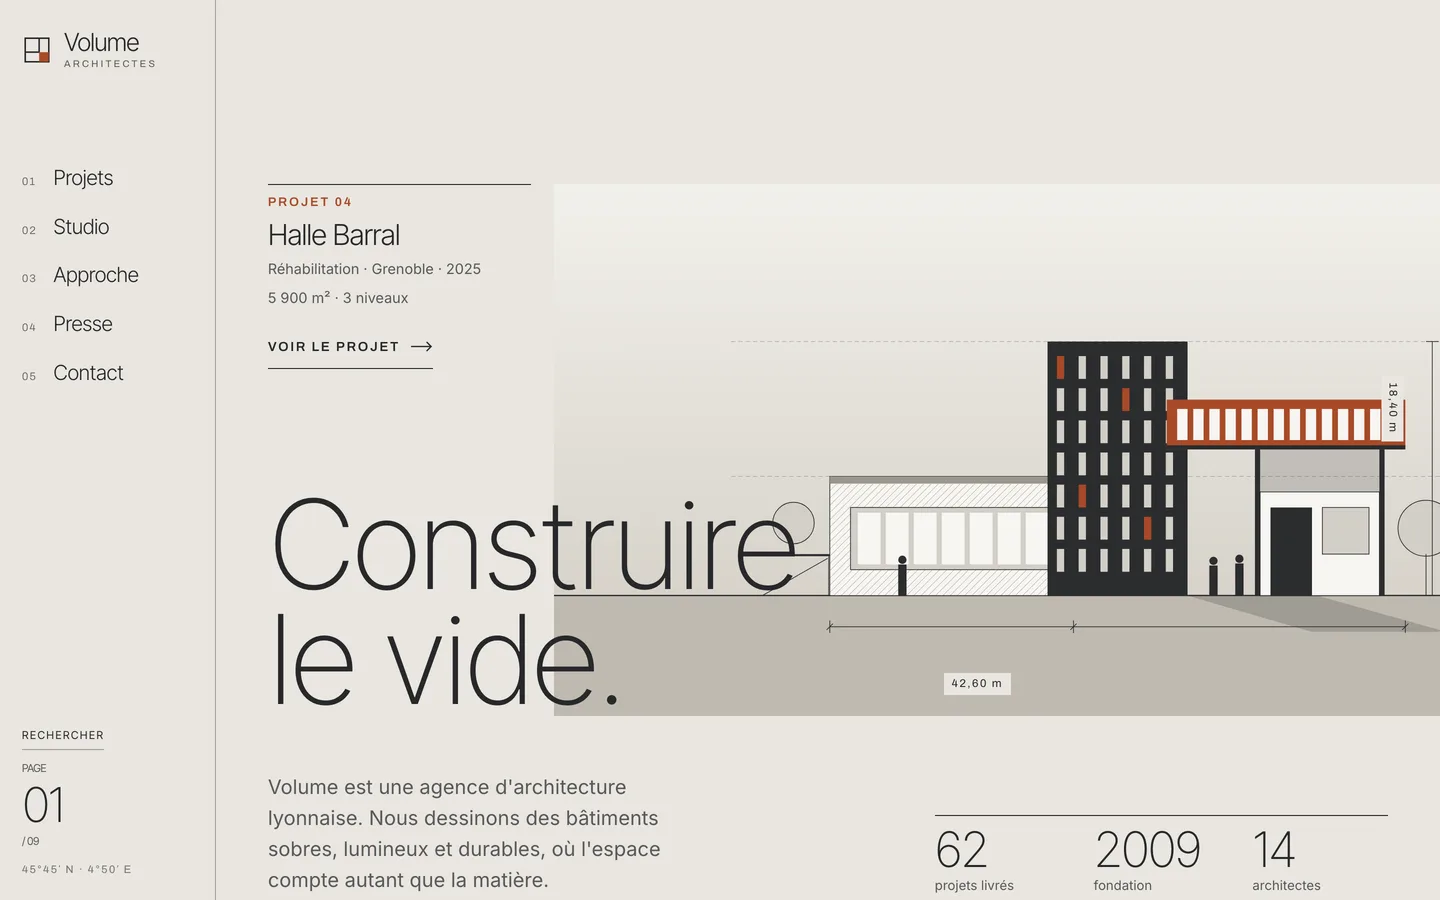 Volume
ARCHITECTES
01 Projets
02 Studio
03 Approche
04 Presse
05 Contact
RECHERCHER
PAGE
01
/ 09
45°45′ N · 4°50′ E
PROJET 04
Halle Barral
Réhabilitation · Grenoble · 2025
5 900 m² · 3 niveaux
VOIR LE PROJET
18,40 m
42,60 m
Construire
le vide.
Volume est une agence d'architecture
lyonnaise. Nous dessinons des bâtiments
sobres, lumineux et durables, où l'espace
compte autant que la matière.
62
projets livrés
2009
fondation
14
architectes